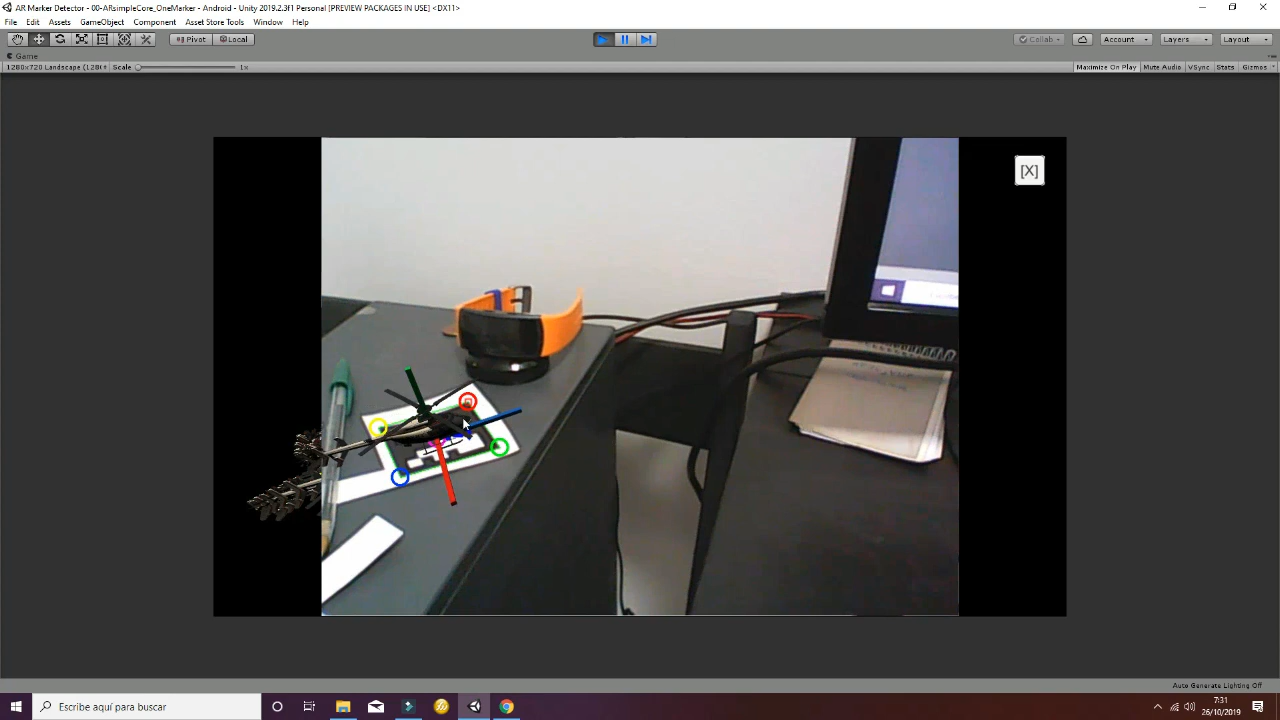 AR Marker Detector - 00-ARsimpleCore_OneMarker - Android - Unity 2019.2.3f1 Personal [PREVIEW PACKAGES IN USE] <DX11>
File Edit Assets GameObject Component Asset Store Tools Window Help
Pivot Local Collab Account Layers Layout
Game
1280x720 Landscape (128( Scale 1x Maximize On Play Mute Audio VSync Stats Gizmos
[X]
Auto Generate Lighting Off
Escribe aquí para buscar
7:31
26/10/2019